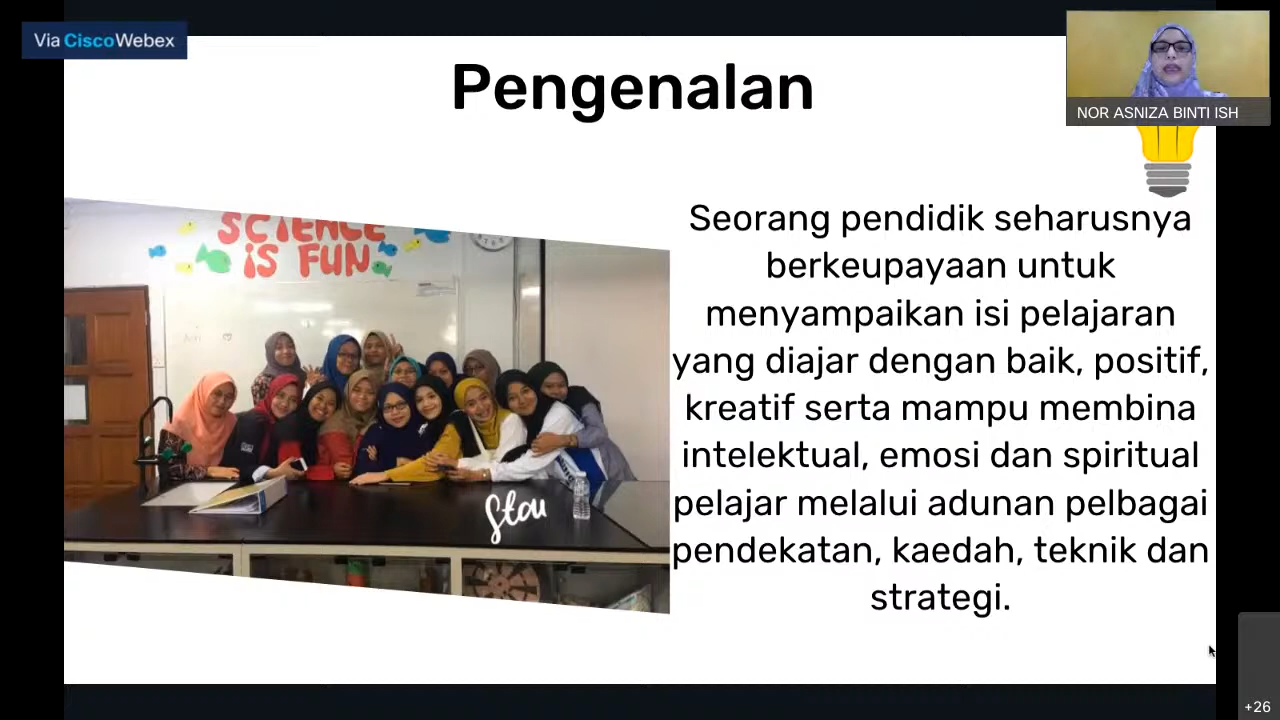 Via CiscoWebex
Pengenalan
NOR ASNIZA BINTI ISH
SCIENCE
IS FUN
Seorang pendidik seharusnya
berkeupayaan untuk
menyampaikan isi pelajaran
yang diajar dengan baik, positif,
kreatif serta mampu membina
intelektual, emosi dan spiritual
pelajar melalui adunan pelbagai
pendekatan, kaedah, teknik dan
strategi.
+26